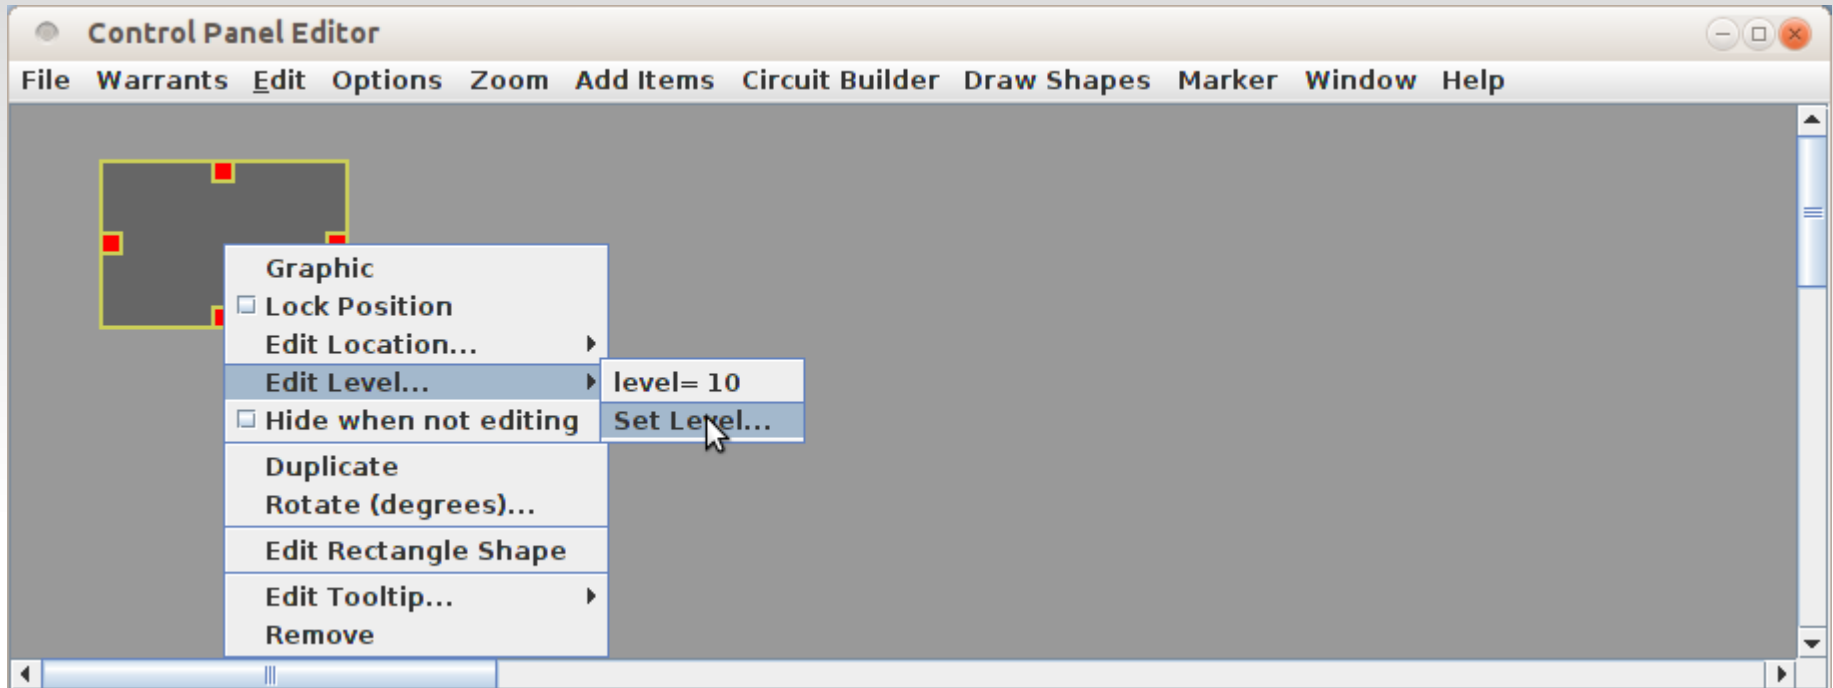 Control Panel Editor
File Warrants Edit Options Zoom Add Items Circuit Builder Draw Shapes Marker Window Help
Graphic
Lock Position
Edit Location...
Edit Level...
level= 10
Hide when not editing
Set Level...
Duplicate
Rotate (degrees)...
Edit Rectangle Shape
Edit Tooltip...
Remove